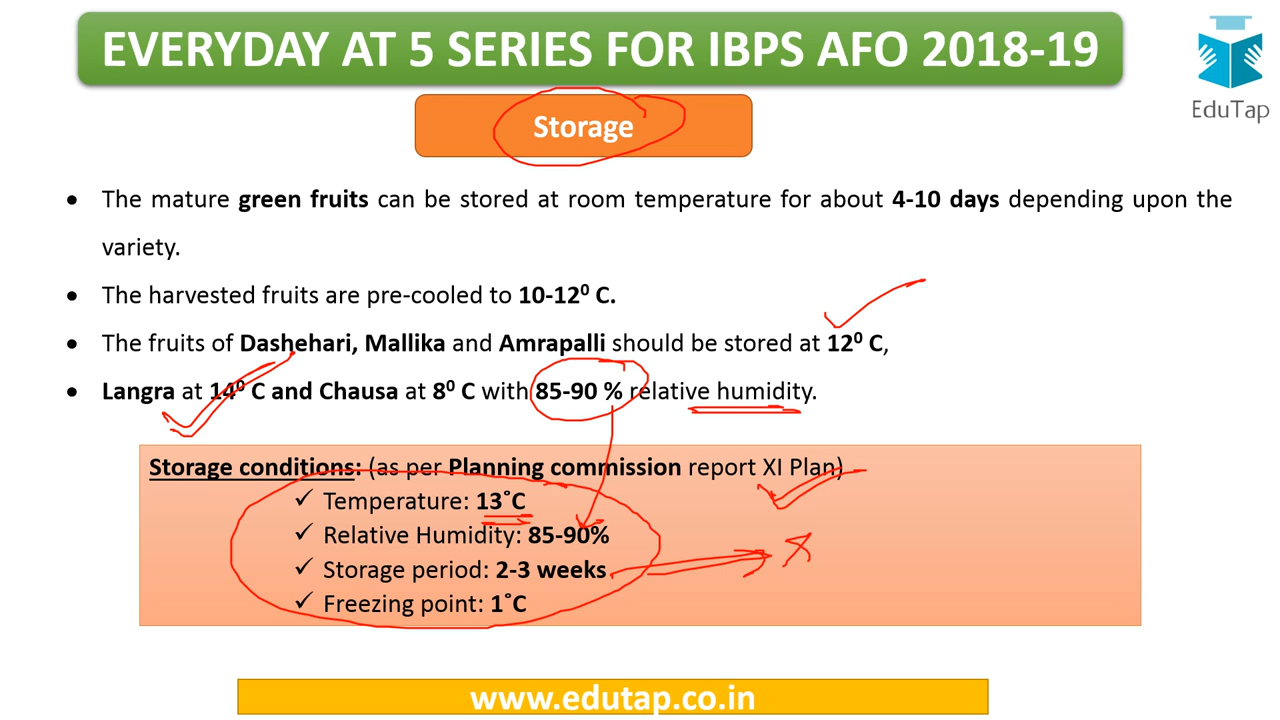 EVERYDAY AT 5 SERIES FOR IBPS AFO 2018-19
EduTap
Storage
• The mature green fruits can be stored at room temperature for about 4-10 days depending upon the
variety.
• The harvested fruits are pre-cooled to 10-12⁰ C.
• The fruits of Dashehari, Mallika and Amrapalli should be stored at 12⁰ C,
• Langra at 14⁰ C and Chausa at 8⁰ C with 85-90 % relative humidity.
Storage conditions: (as per Planning commission report XI Plan)
✓ Temperature: 13˚C
✓ Relative Humidity: 85-90%
✓ Storage period: 2-3 weeks
✓ Freezing point: 1˚C
www.edutap.co.in